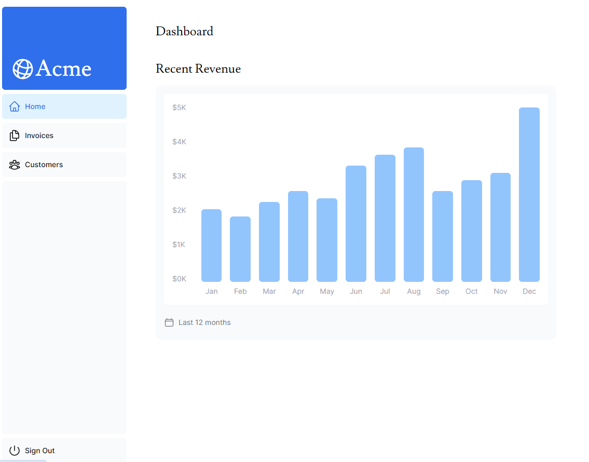 Acme
Home
Invoices
Customers
Sign Out
Dashboard
Recent Revenue
$5K
$4K
$3K
$2K
$1K
$0K
Jan Feb Mar Apr May Jun Jul Aug Sep Oct Nov Dec
Last 12 months